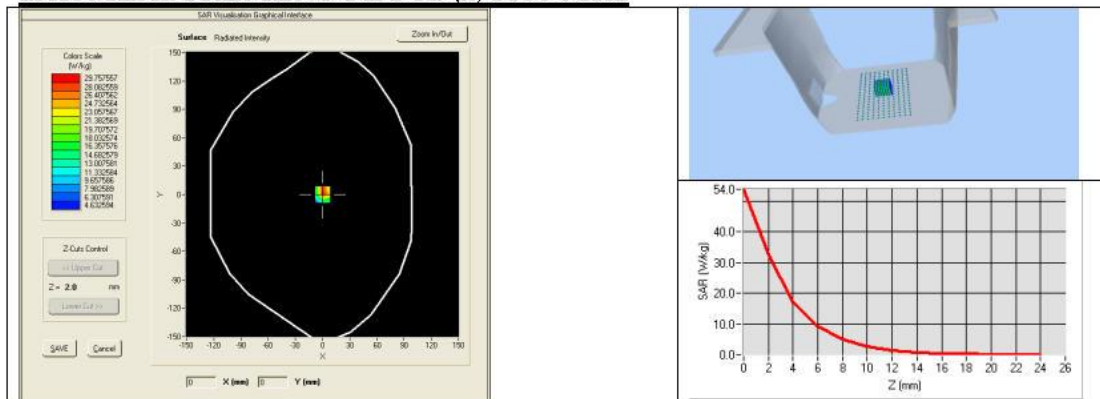 SAR Visualisation Graphical Interface
Surface Radiated Intensity
Zoom In/Out
Colors Scale
(W/kg)
29.757557
28.082559
26.407562
24.732564
23.057567
21.382569
19.707572
18.032574
16.357576
14.682579
13.007581
11.332584
9.657586
7.982589
6.307591
4.632594
Z-Cuts Control
<< Upper Cut
Z = 2.0 mm
Lower Cut >>
SAVE Cancel
150
120
90
60
30
0
-30
-60
-90
-120
-150
Y
-150 -120 -90 -60 -30 0 30 60 90 120 150
X
0 X (mm) 0 Y (mm)
54.0
40.0
30.0
20.0
10.0
0.0
SAR (W/kg)
0 2 4 6 8 10 12 14 16 18 20 22 24 26
Z (mm)